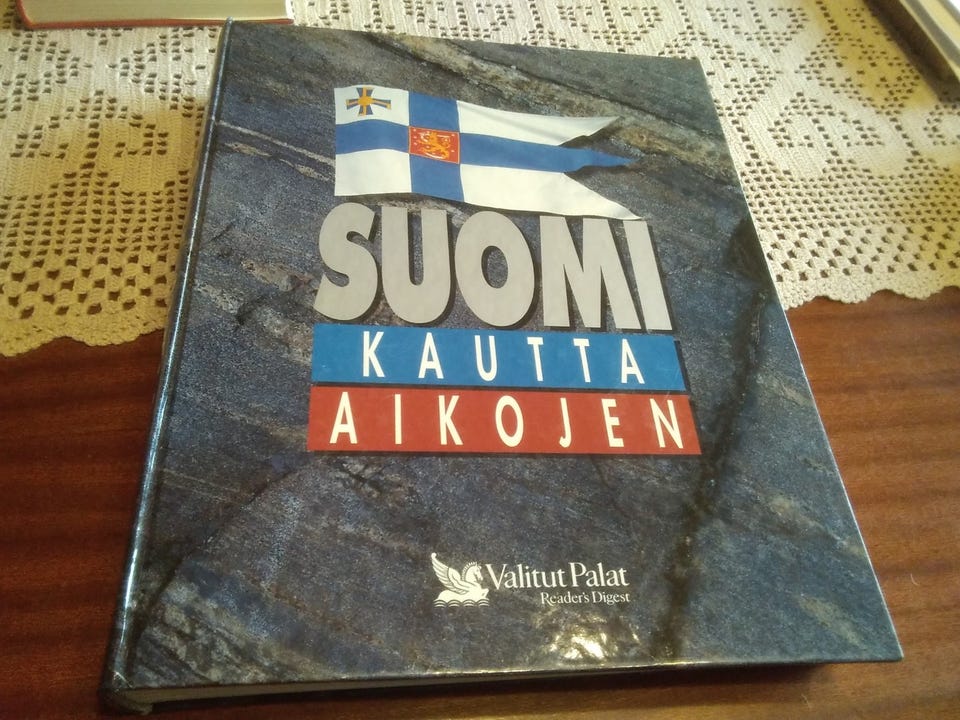 SUOMI
KAUTTA
AIKOJEN
Valitut Palat
Reader's Digest